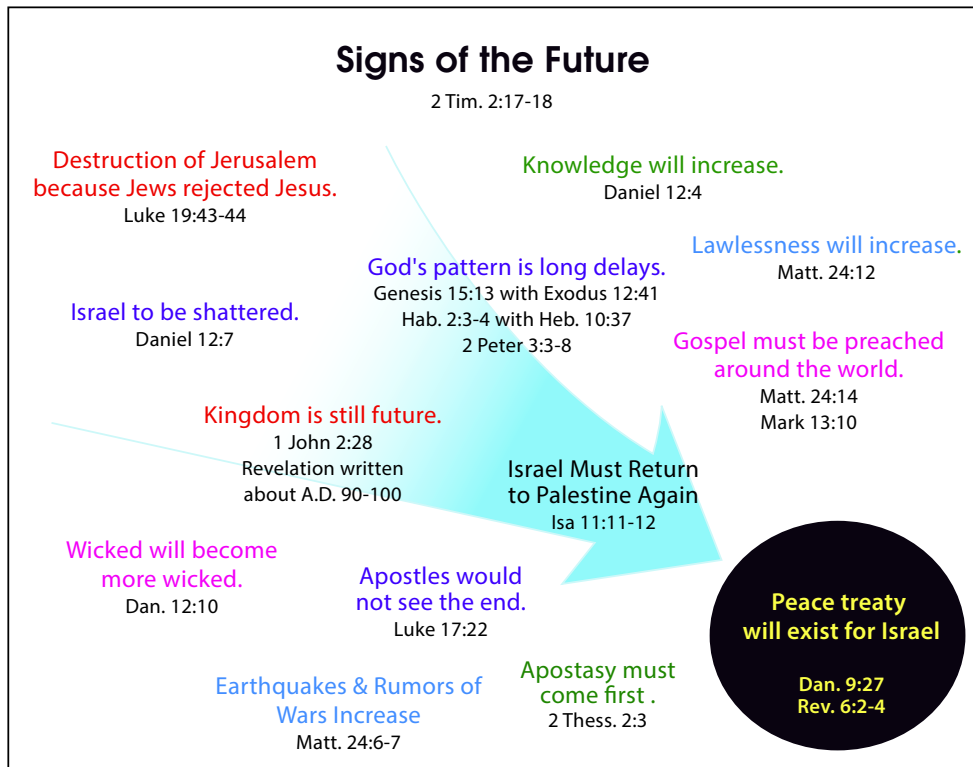 Signs of the Future
2 Tim. 2:17-18
Destruction of Jerusalem
because Jews rejected Jesus.
Luke 19:43-44
Knowledge will increase.
Daniel 12:4
Lawlessness will increase.
Matt. 24:12
God's pattern is long delays.
Genesis 15:13 with Exodus 12:41
Hab. 2:3-4 with Heb. 10:37
2 Peter 3:3-8
Israel to be shattered.
Daniel 12:7
Gospel must be preached
around the world.
Matt. 24:14
Mark 13:10
Kingdom is still future.
1 John 2:28
Revelation written
about A.D. 90-100
Israel Must Return
to Palestine Again
Isa 11:11-12
Wicked will become
more wicked.
Dan. 12:10
Apostles would
not see the end.
Luke 17:22
Peace treaty
will exist for Israel
Dan. 9:27
Rev. 6:2-4
Earthquakes & Rumors of
Wars Increase
Matt. 24:6-7
Apostasy must
come first .
2 Thess. 2:3